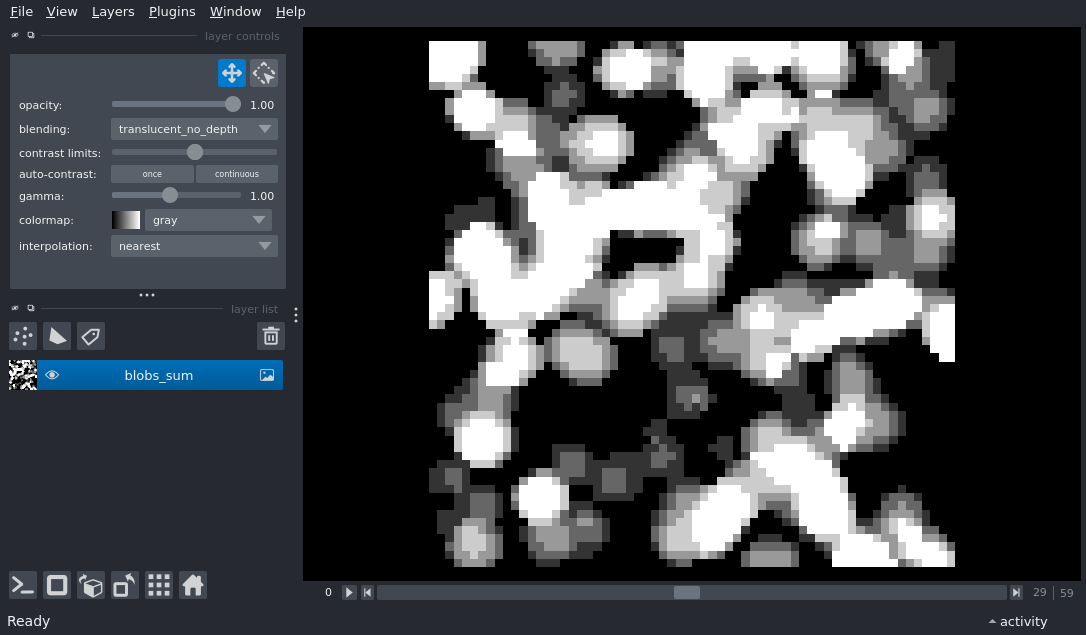 File View Layers Plugins Window Help
layer controls
opacity: 1.00
blending: translucent_no_depth
contrast limits:
auto-contrast: once continuous
gamma: 1.00
colormap: gray
interpolation: nearest
layer list
blobs_sum
0 29 59
Ready activity